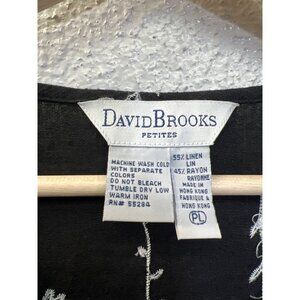 DAVID BROOKS
PETITES
MACHINE WASH COLD
WITH SEPARATE
COLORS
DO NOT BLEACH
TUMBLE DRY LOW
WARM IRON
RN# 55284
55% LINEN
LIN
45% RAYON
RAYONNE
MADE IN
HONG KONG
FABRIQUE A
HONG KONG
PL